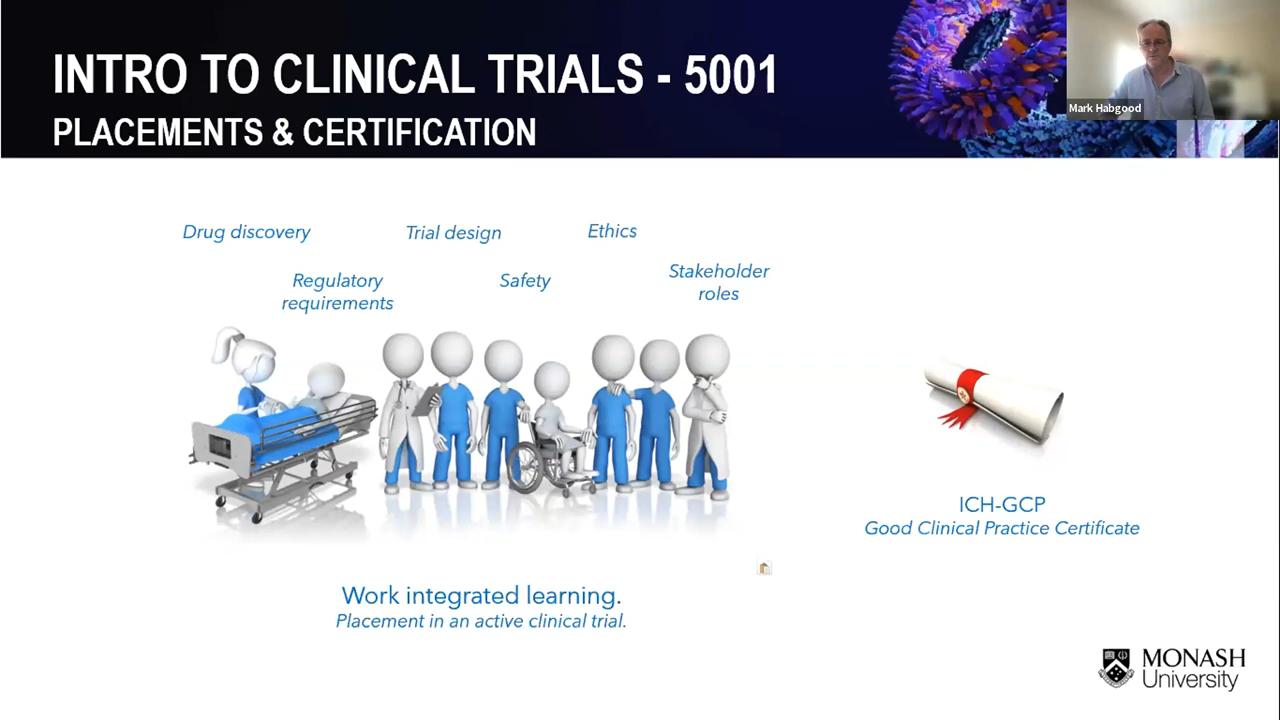 INTRO TO CLINICAL TRIALS - 5001
PLACEMENTS & CERTIFICATION
Mark Habgood
Drug discovery
Trial design
Ethics
Regulatory
requirements
Safety
Stakeholder
roles
ICH-GCP
Good Clinical Practice Certificate
Work integrated learning.
Placement in an active clinical trial.
MONASH
University